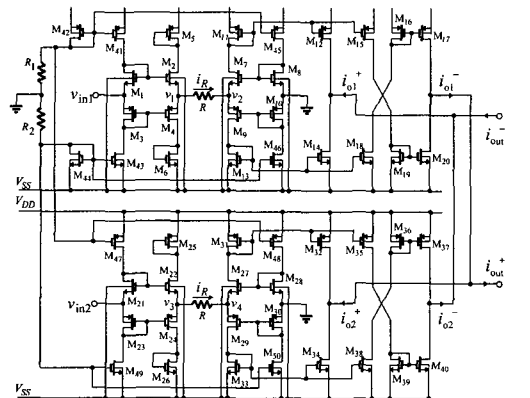 M42
M41
M5
M11
M45
M12
M15
M16
M17
R1
M2
M7
M8
vin1
M1
v1
iR
v2
R
io1+
io1−
R2
M3
M4
M9
M10
iout−
M44
M43
M6
M13
M46
M14
M18
M19
M20
VSS
VDD
M47
M25
M31
M48
M32
M35
M36
M37
M22
M27
M28
iout+
vin2
M21
v3
iR
v4
R
io2+
io2−
M23
M24
M29
M30
M49
M26
M33
M50
M34
M38
M39
M40
VSS